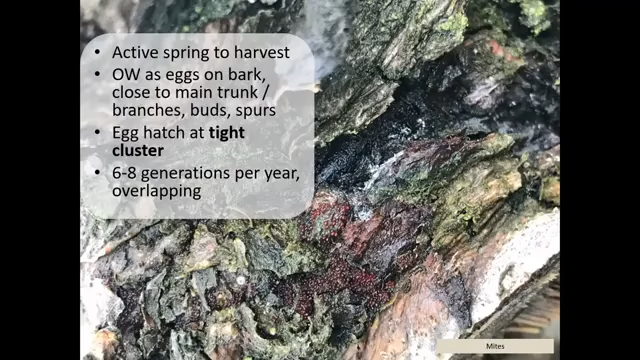 • Active spring to harvest
• OW as eggs on bark,
close to main trunk /
branches, buds, spurs
• Egg hatch at tight
cluster
• 6-8 generations per year,
overlapping
Mites